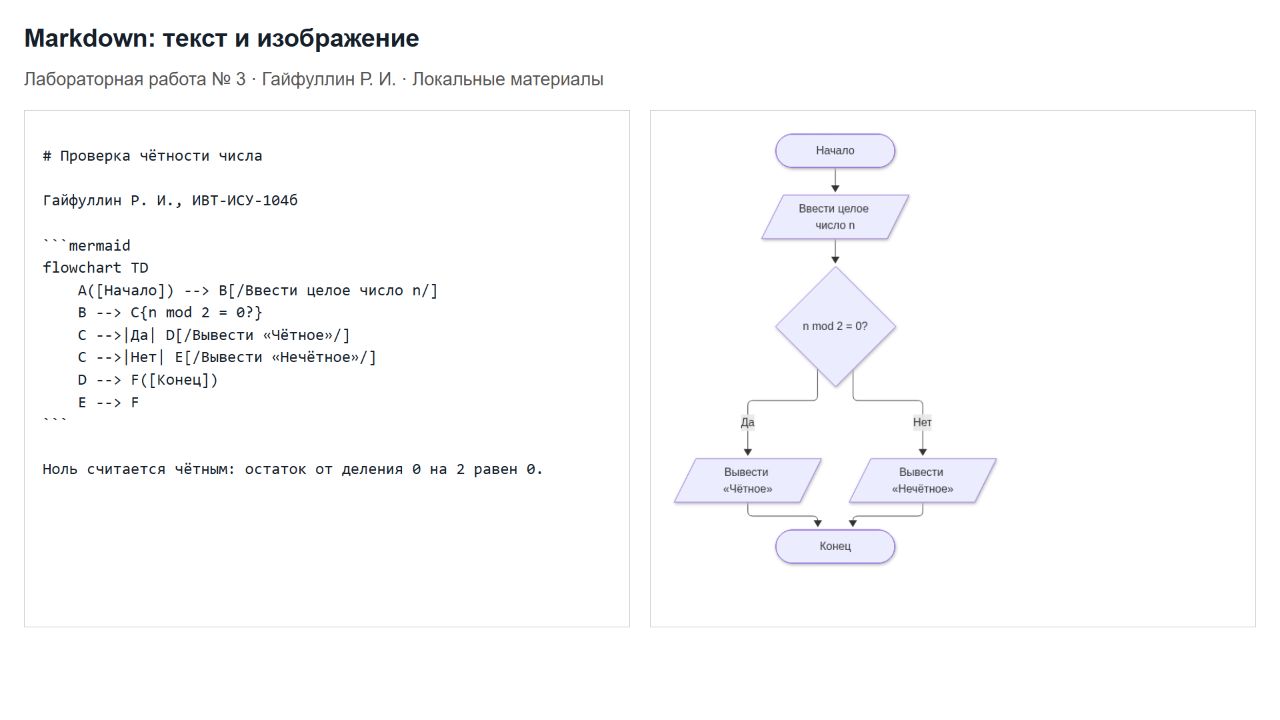 Markdown: текст и изображение
Лабораторная работа № 3 · Гайфуллин Р. И. · Локальные материалы
# Проверка чётности числа
Гайфуллин Р. И., ИВТ-ИСУ-104б
```mermaid
flowchart TD
    A([Начало]) --> B[/Ввести целое число n/]
    B --> C{n mod 2 = 0?}
    C -->|Да| D[/Вывести «Чётное»/]
    C -->|Нет| E[/Вывести «Нечётное»/]
    D --> F([Конец])
    E --> F
```
Ноль считается чётным: остаток от деления 0 на 2 равен 0.
Начало
Ввести целое
число n
n mod 2 = 0?
Да
Нет
Вывести
«Чётное»
Вывести
«Нечётное»
Конец